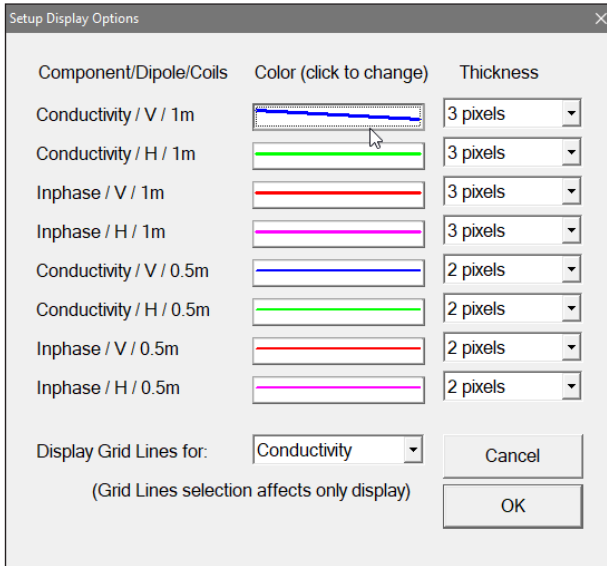 Setup Display Options
Component/Dipole/Coils Color (click to change) Thickness
Conductivity / V / 1m 3 pixels
Conductivity / H / 1m 3 pixels
Inphase / V / 1m 3 pixels
Inphase / H / 1m 3 pixels
Conductivity / V / 0.5m 2 pixels
Conductivity / H / 0.5m 2 pixels
Inphase / V / 0.5m 2 pixels
Inphase / H / 0.5m 2 pixels
Display Grid Lines for: Conductivity Cancel
(Grid Lines selection affects only display)
OK